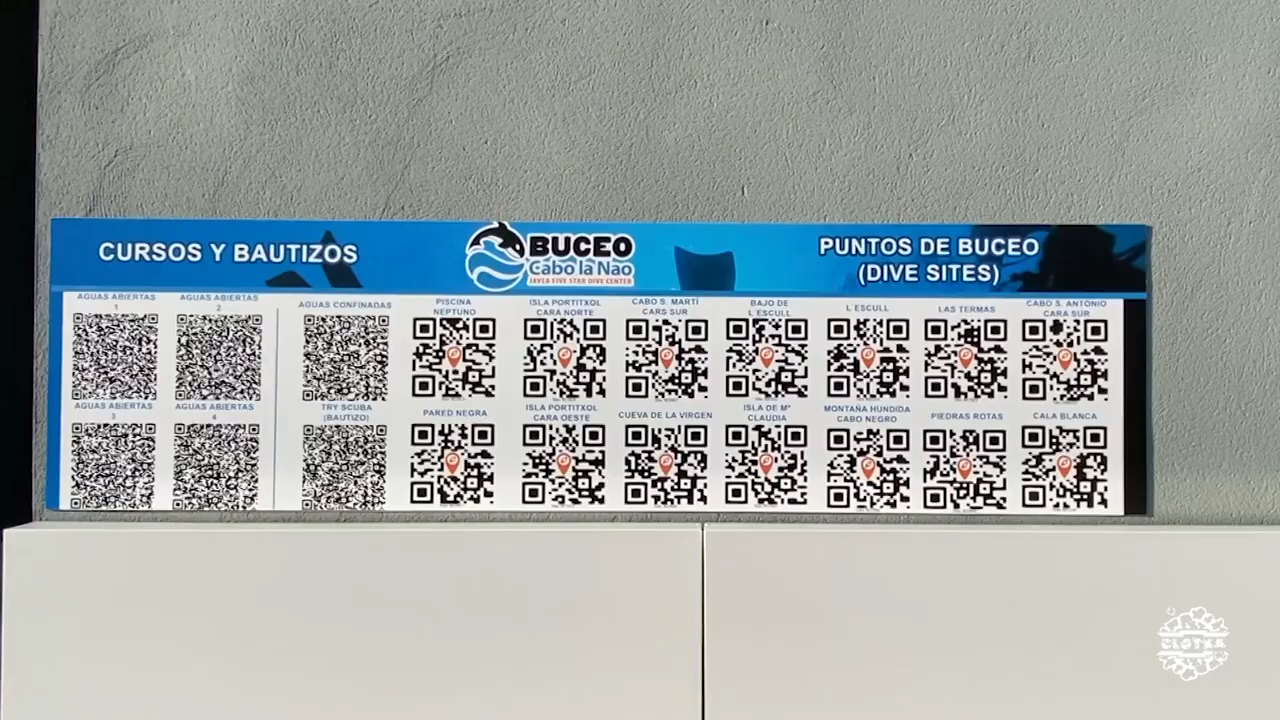 CURSOS Y BAUTIZOS
BUCEO
Cabo la Nao
JAVEA FIVE STAR DIVE CENTER
PUNTOS DE BUCEO
(DIVE SITES)
AGUAS ABIERTAS
1
AGUAS ABIERTAS
2
AGUAS CONFINADAS
PISCINA
NEPTUNO
ISLA PORTITXOL
CARA NORTE
CABO S. MARTÍ
CARS SUR
BAJO DE
L ESCULL
L ESCULL
LAS TERMAS
CABO S. ANTONIO
CARA SUR
AGUAS ABIERTAS
3
AGUAS ABIERTAS
4
TRY SCUBA
(BAUTIZO)
PARED NEGRA
ISLA PORTITXOL
CARA OESTE
CUEVA DE LA VIRGEN
ISLA DE Mª
CLAUDIA
MONTAÑA HUNDIDA
CABO NEGRO
PIEDRAS ROTAS
CALA BLANCA